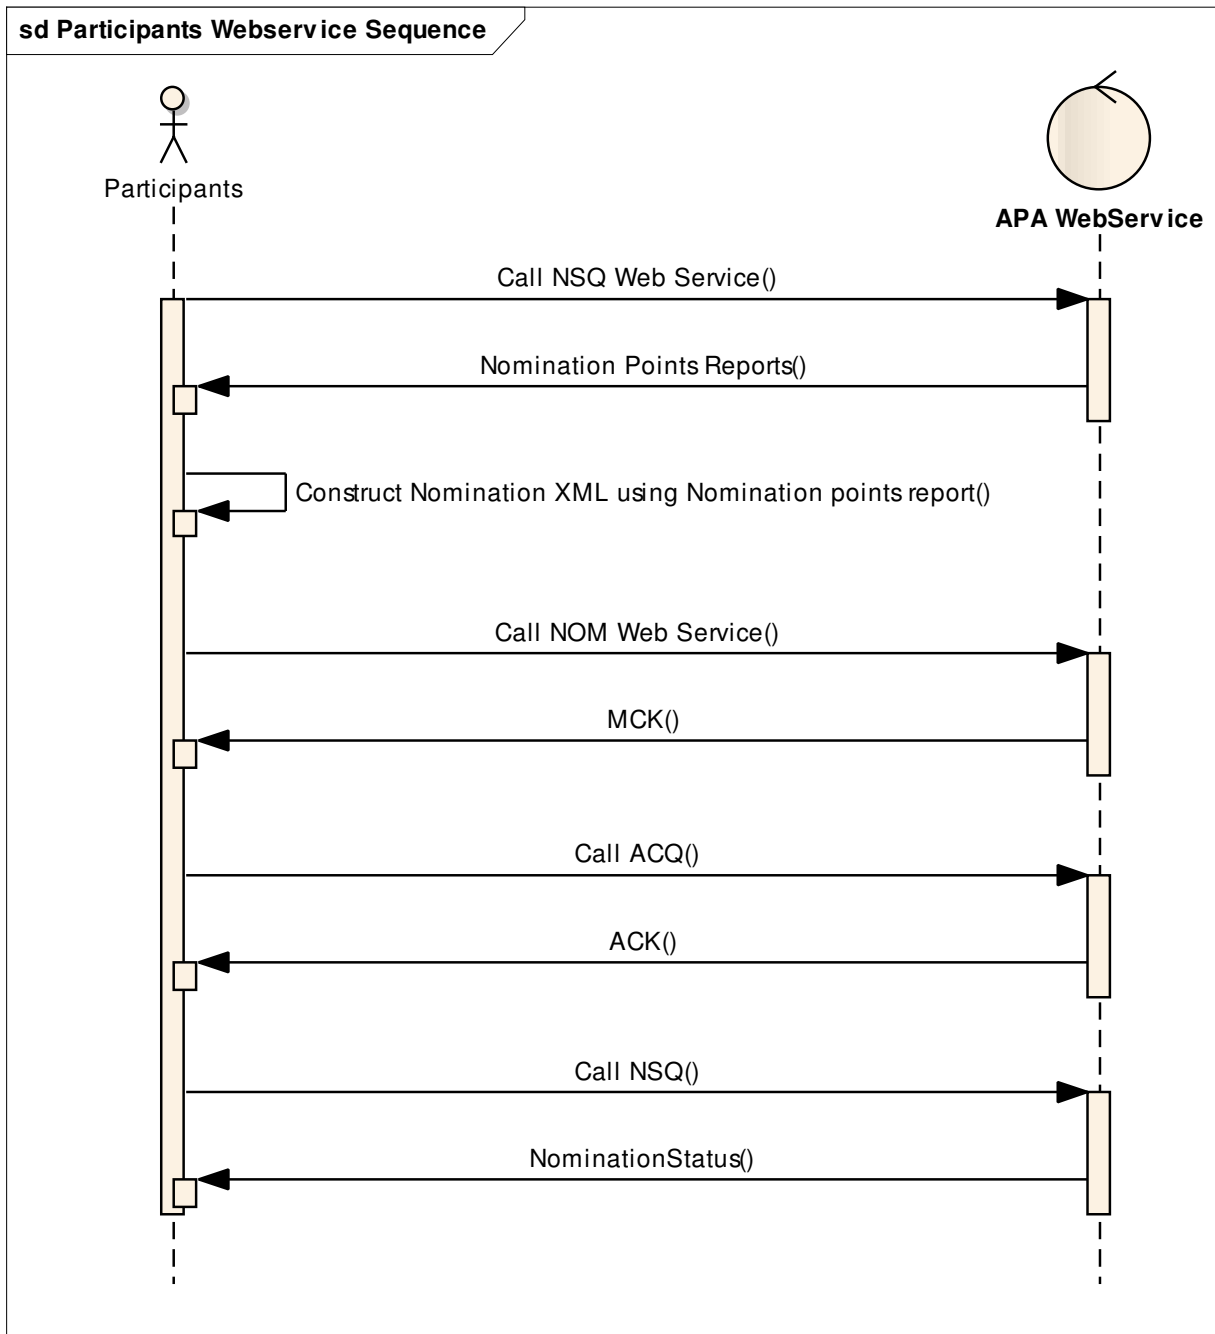 sd Participants Webservice Sequence
Participants
APA WebService
Call NSQ Web Service()
Nomination Points Reports()
Construct Nomination XML using Nomination points report()
Call NOM Web Service()
MCK()
Call ACQ()
ACK()
Call NSQ()
NominationStatus()